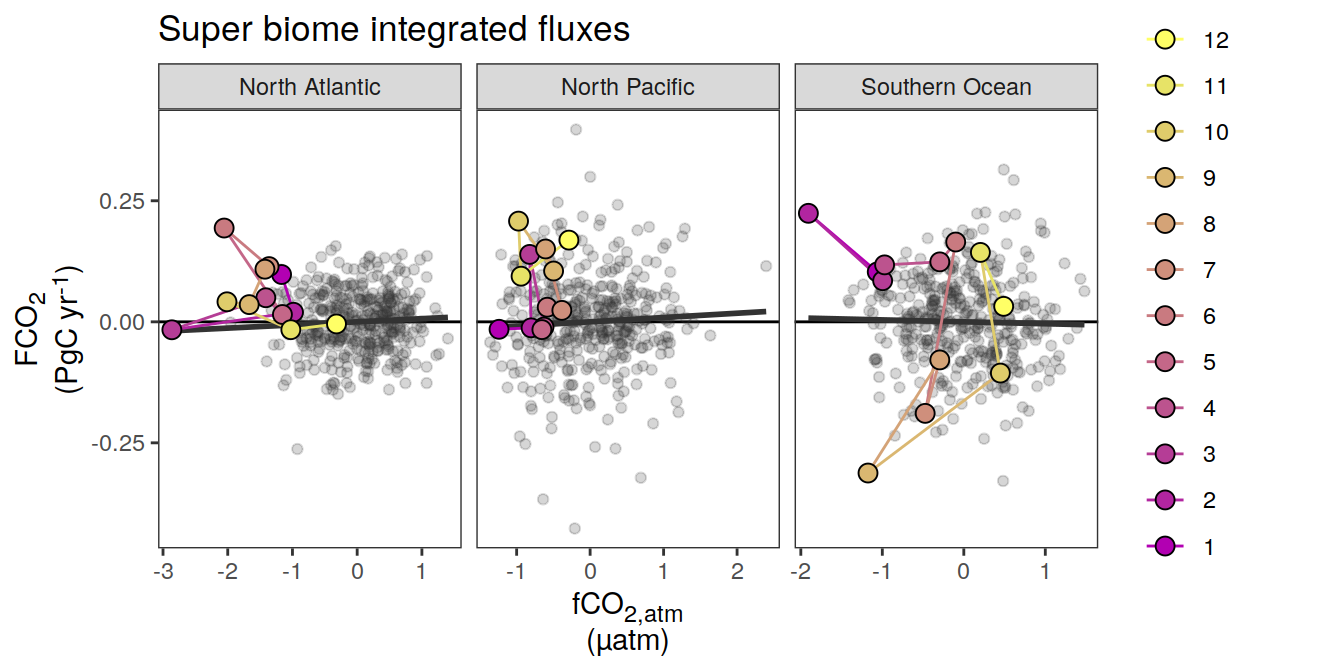 Super biome integrated fluxes
North Atlantic
North Pacific
Southern Ocean
FCO₂
(PgC yr⁻¹)
0.25
0.00
-0.25
-3 -2 -1 0 1
-1 0 1 2
-2 -1 0 1
fCO₂,ₐₜₘ
(µatm)
12
11
10
9
8
7
6
5
4
3
2
1